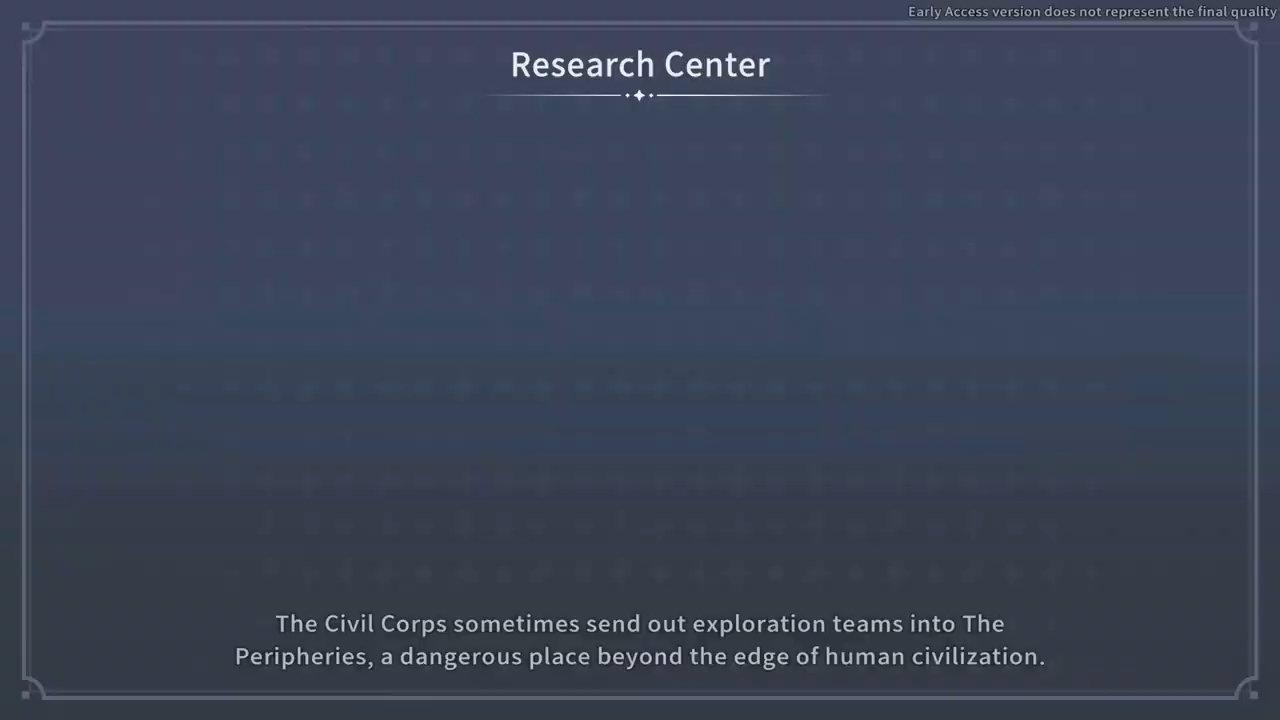 Early Access version does not represent the final quality
Research Center
The Civil Corps sometimes send out exploration teams into The
Peripheries, a dangerous place beyond the edge of human civilization.